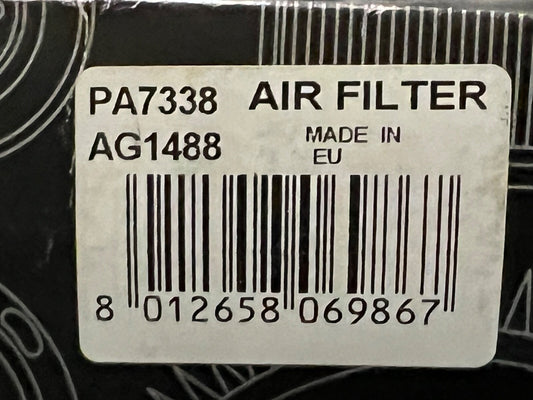 PA7338 AIR FILTER
AG1488 MADE IN
EU
8 012658 069867